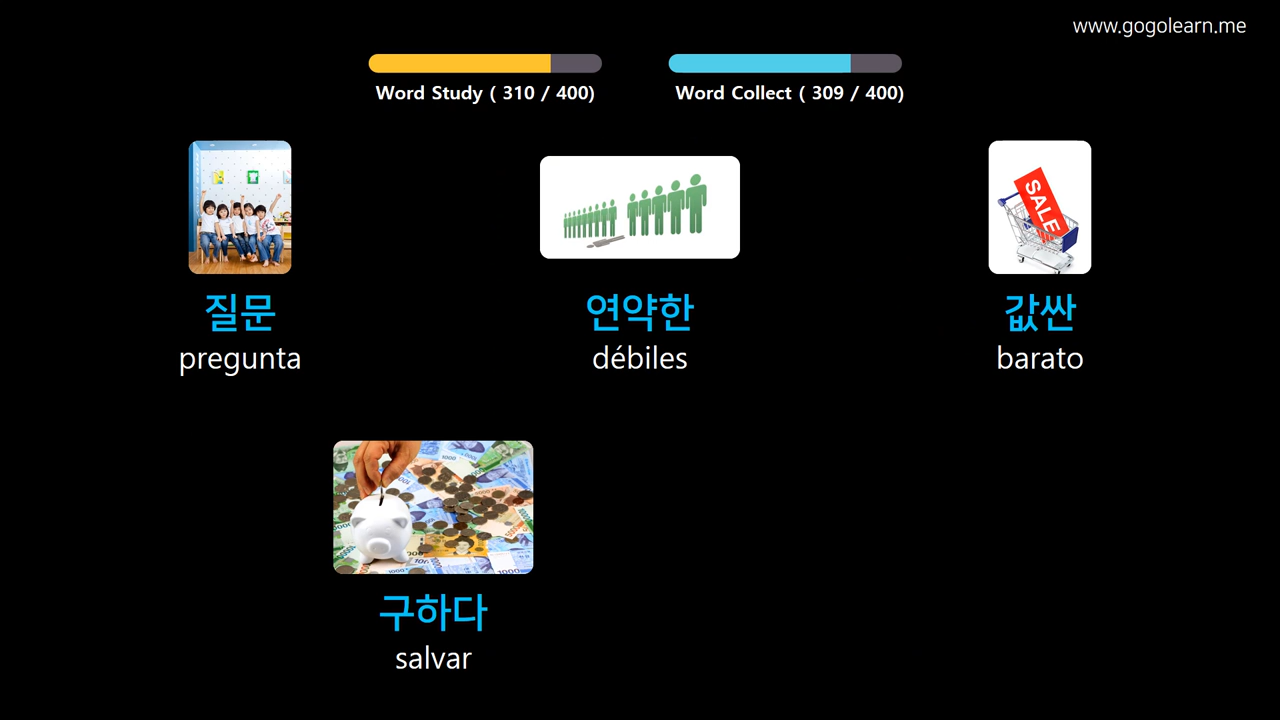 www.gogolearn.me
Word Study ( 310 / 400)
Word Collect ( 309 / 400)
SALE
질문
pregunta
연약한
débiles
값싼
barato
구하다
salvar